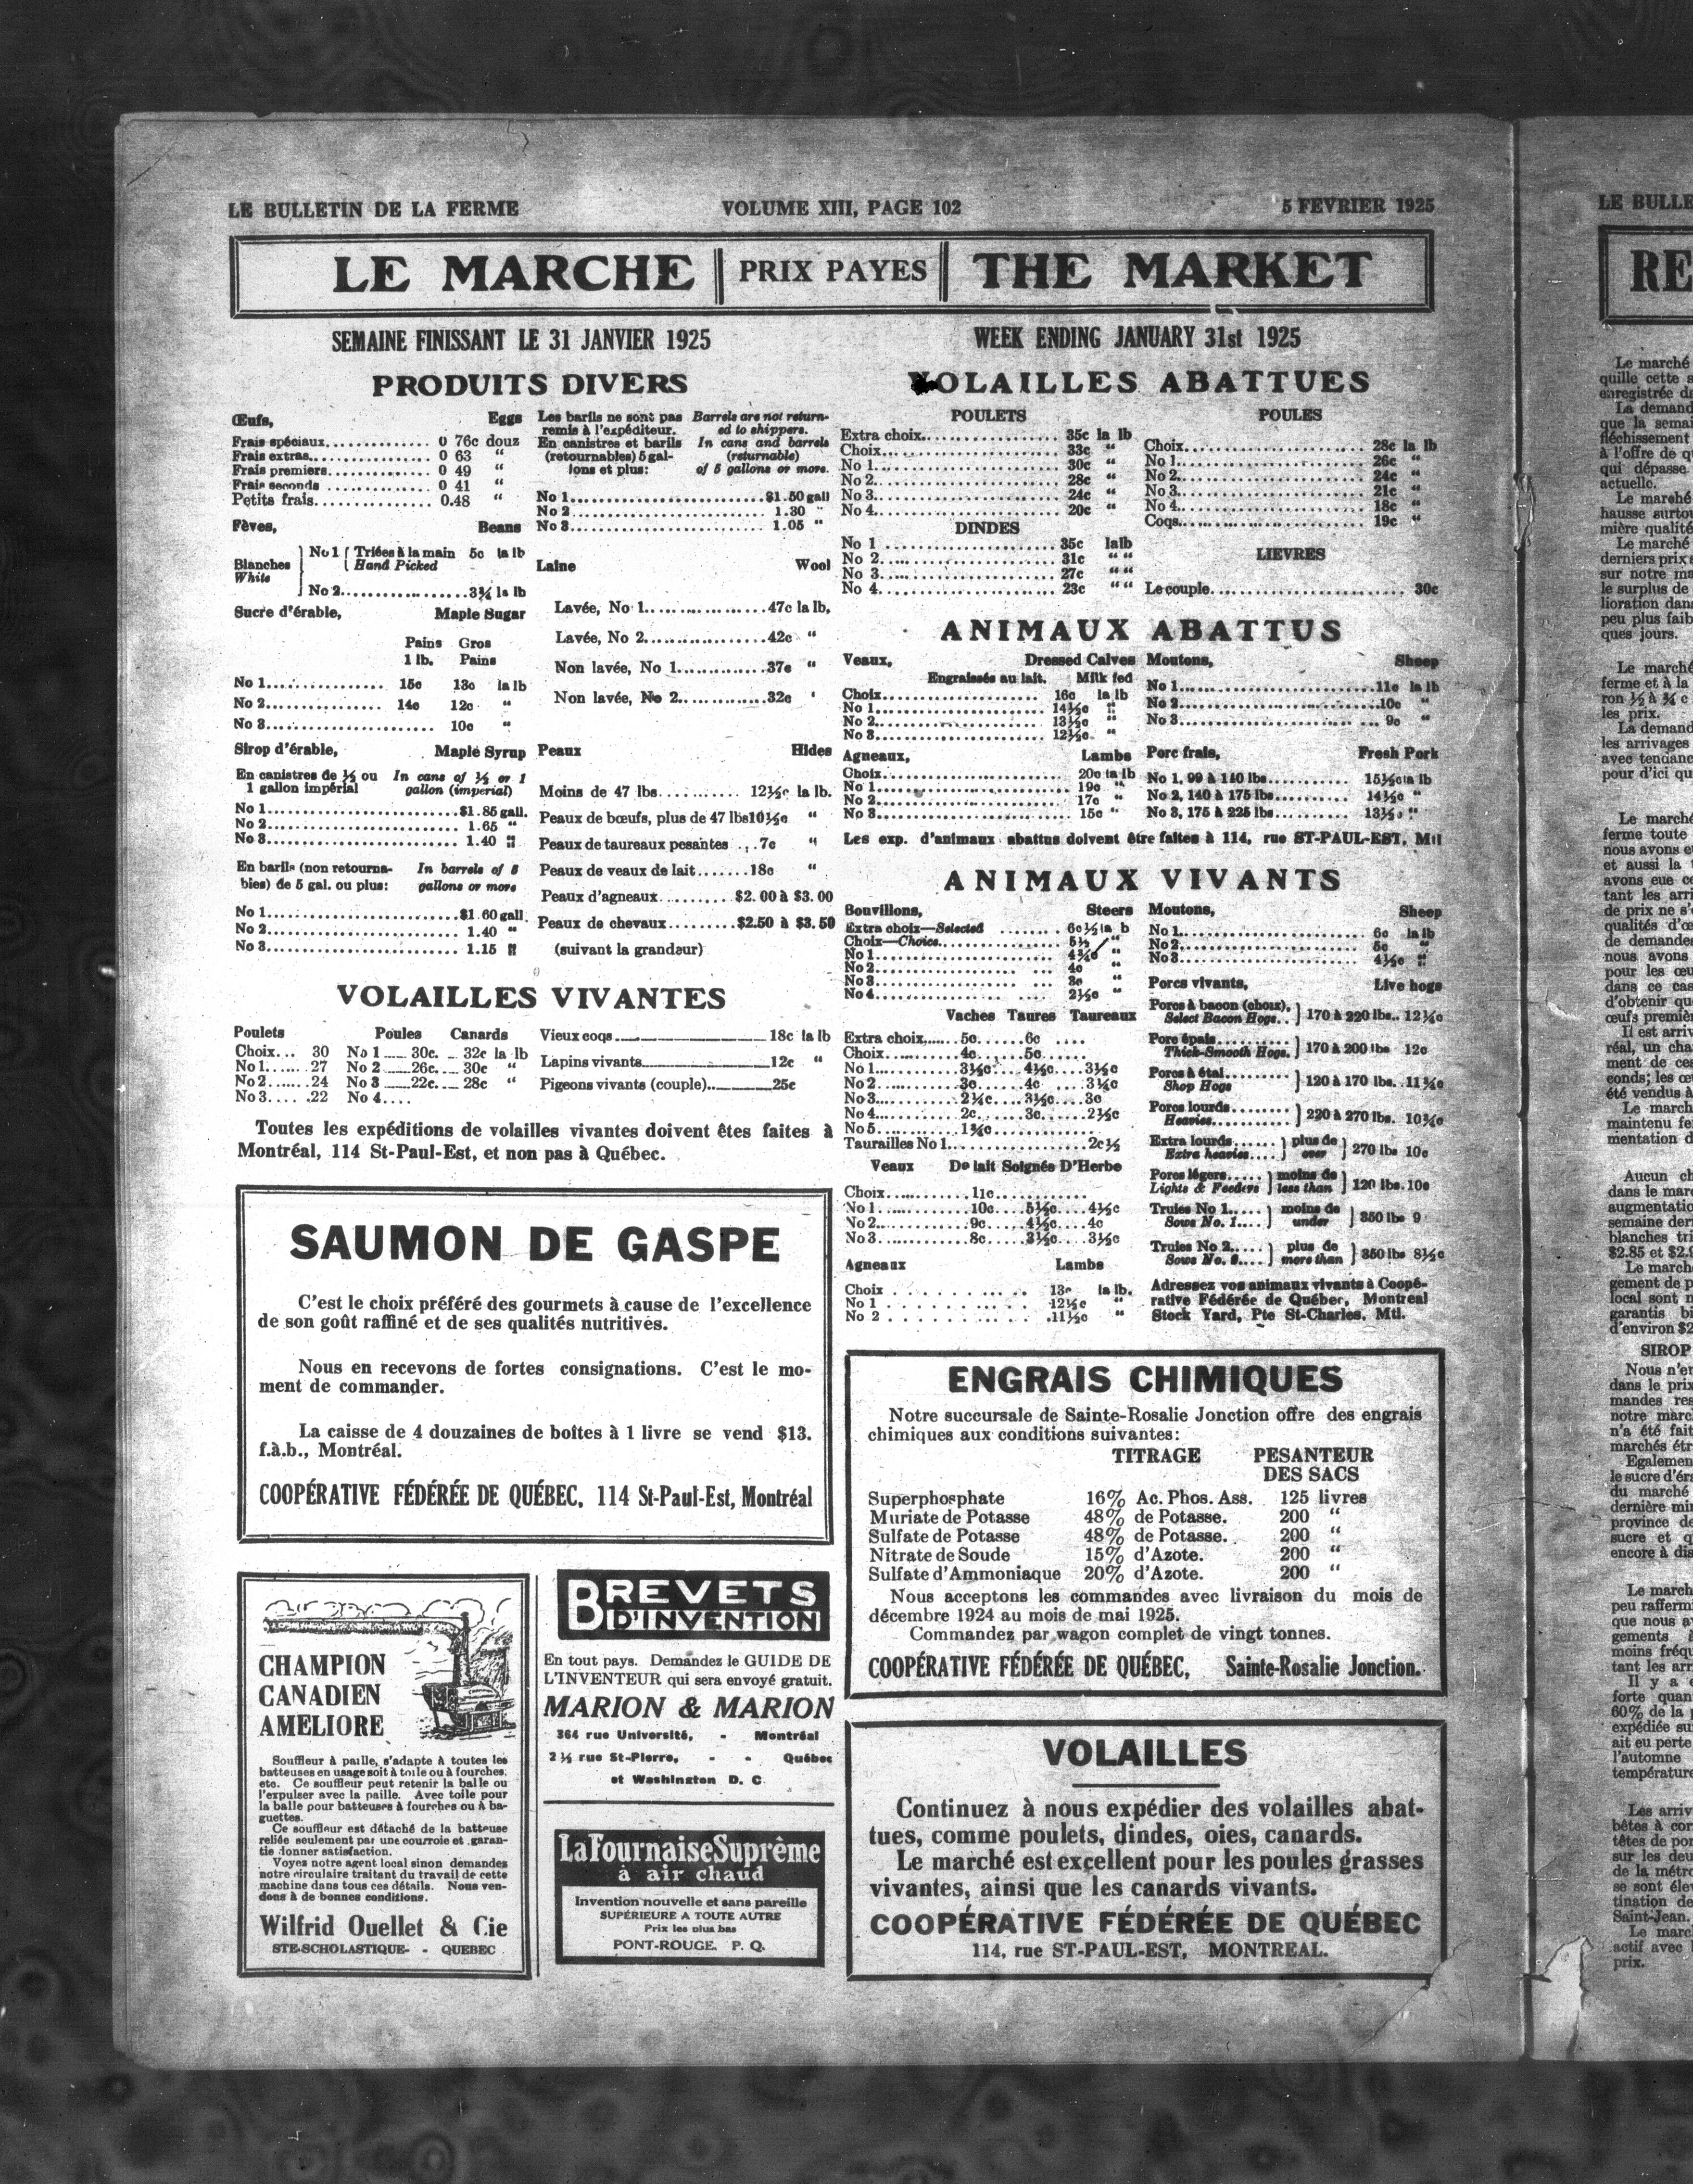 LE BULLETIN DE LA FERME
VOLUME XIII, PAGE 102
5 FEVRIER 1925
LE MARCHE
PRIX PAYES
THE MARKET
SEMAINE FINISSANT LE 31 JANVIER 1925
WEEK ENDING JANUARY 31st 1925
PRODUITS DIVERS
Œufs, Eggs
Frais spéciaux............. 0 76c douz
Frais extras............... 0 63 “
Frais premiers............. 0 49 “
Frais seconds ............. 0 41 “
Petits frais............... 0.48 “
Fèves, Beans
Blanches White No 1 Triées à la main Hand Picked 5c la lb
No 2..................3¾ la lb
Sucre d'érable, Maple Sugar
Pains Gros
1 lb. Pains
No 1................ 15c 13c la lb
No 2................ 14c 12c “
No 3................ 10c “
Sirop d'érable, Maple Syrup
En canistres de ½ ou 1 gallon impérial
In cans of ½ or 1 gallon (imperial)
No 1..........................$1.85 gall.
No 2.......................... 1.65 “
No 3.......................... 1.40 “
En barils (non retourna-
bles) de 5 gal. ou plus:
In barrels of 5
gallons or more
No 1..........................$1.60 gall.
No 2.......................... 1.40 “
No 3.......................... 1.15 “
Les barils ne sont pas
remis à l'expéditeur.
En canistres et barils
(retournables) 5 gal-
lons et plus:
Barrels are not return-
ed to shippers.
In cans and barrels
(returnable)
of 5 gallons or more.
No 1..........................$1.50 gall
No 2.......................... 1.30 “
No 3.......................... 1.05 “
Laine Wool
Lavée, No 1.................47c la lb.
Lavée, No 2.................42c “
Non lavée, No 1.............37c “
Non lavée, No 2.............32c “
Peaux Hides
Moins de 47 lbs.......... 12½c la lb.
Peaux de bœufs, plus de 47 lbs10½c “
Peaux de taureaux pesantes ... 7c “
Peaux de veaux de lait.......18c “
Peaux d'agneaux..........$2.00 à $3.00
Peaux de chevaux.........$2.50 à $3.50
(suivant la grandeur)
VOLAILLES VIVANTES
Poulets
Choix... 30
No 1...... 27
No 2...... 24
No 3.... .22
Poules Canards
No 1 ..... 30c. .. 32c la lb
No 2 .....26c.... 30c “
No 3 .....22c.... 28c “
No 4....
Vieux coqs..........................18c la lb
Lapins vivants......................12c “
Pigeons vivants (couple)............25c
Toutes les expéditions de volailles vivantes doivent êtes faites à
Montréal, 114 St-Paul-Est, et non pas à Québec.
SAUMON DE GASPE
C'est le choix préféré des gourmets à cause de l'excellence
de son goût raffiné et de ses qualités nutritives.
Nous en recevons de fortes consignations. C'est le mo-
ment de commander.
La caisse de 4 douzaines de boîtes à 1 livre se vend $13.
f.à.b., Montréal.
COOPÉRATIVE FÉDÉRÉE DE QUÉBEC, 114 St-Paul-Est, Montréal
CHAMPION
CANADIEN
AMELIORE
Souffleur à paille, s'adapte à toutes les
batteuses en usage soit à toile ou à fourches,
etc. Ce souffleur peut retenir la balle ou
l'expulser avec la paille. Avec toile pour
la balle pour batteuses à fourches ou à ba-
guettes.
Ce souffleur est détaché de la batteuse
reliée seulement par une courroie et garan-
tie donner satisfaction.
Voyez notre agent local sinon demandes
notre circulaire traitant du travail de cette
machine dans tous ces détails. Nous ven-
dons à de bonnes conditions.
Wilfrid Ouellet & Cie
STE-SCHOLASTIQUE- - QUEBEC
BREVETS
D'INVENTION
En tout pays. Demandez le GUIDE DE
L'INVENTEUR qui sera envoyé gratuit.
MARION & MARION
364 rue Université, - Montréal
2 ½ rue St-Pierre, - - Québec
et Washington D. C
La Fournaise Suprême
à air chaud
Invention nouvelle et sans pareille
SUPÉRIEURE A TOUTE AUTRE
Prix les plus bas
PONT-ROUGE, P. Q.
VOLAILLES ABATTUES
POULETS
Extra choix.................... 35c la lb
Choix.......................... 33c “
No 1........................... 30c “
No 2........................... 28c “
No 3........................... 24c “
No 4........................... 20c “
DINDES
No 1 .......................... 35c la lb
No 2........................... 31c “ “
No 3........................... 27c “ “
No 4........................... 23c “ “
POULES
Choix.......................... 28c la lb
No 1........................... 26c “
No 2........................... 24c “
No 3........................... 21c “
No 4........................... 18c “
Coqs........................... 19c “
LIEVRES
Le couple........................... 30c
ANIMAUX ABATTUS
Veaux, Dressed Calves
Engraissés au lait. Milk fed
Choix....................... 16c la lb
No 1........................ 14½c “
No 2........................ 13½c “
No 3........................ 12½c “
Agneaux, Lambs
Choix........................... 20c la lb
No 1............................ 19c “
No 2............................ 17c “
No 3............................ 15c “
Moutons, Sheep
No 1.............................11c la lb
No 2.............................10c “
No 3............................. 9c “
Porc frais, Fresh Pork
No 1, 99 à 140 lbs........... 15½c la lb
No 2, 140 à 175 lbs.......... 14½c “
No 3, 175 à 225 lbs.......... 13½c “
Les exp. d'animaux abattus doivent être faites à 114, rue ST-PAUL-EST, Mtl
ANIMAUX VIVANTS
Bouvillons, Steers
Extra choix—Selected ....... 6c½ la b
Choix—Choice................ 5½ “
No 1........................ 4¾c “
No 2........................ 4c “
No 3........................ 3c “
No 4........................ 2½c “
Vaches Taures Taureaux
Extra choix...... 5c......6c ....
Choix........... 4c......5c....
No 1............ 3½c....4½c....3½c
No 2............ 3c......4c....3¼c
No 3............ 2½c....3½c....3c
No 4............ 2c......3c....2½c
No 5............ 1¾c..............
Taurailles No 1....................2c½
Veaux De lait Soignés D'Herbe
Choix...........11c............
No 1............10c....5½c....4½c
No 2............9c.....4½c....4c
No 3............8c.....3½c....3½c
Agneaux Lambs
Choix . . . . . . . . . . 13c la lb.
No 1 . . . . . . . . . . 12½c “
No 2 . . . . . . . . . . 11½c “
Moutons, Sheep
No 1.......................... 6c la lb
No 2.......................... 5c “
No 3.......................... 4½c “
Porcs vivants, Live hogs
Porcs à bacon (choix), Select Bacon Hogs.. 170 à 220 lbs.. 12½c
Porc épais.......... Thick-Smooth Hogs. 170 à 200 lbs 12c
Porcs à étal.......... Shop Hogs 120 à 170 lbs. .11¾c
Porcs lourds......... Heavies.......... 220 à 270 lbs. 10¾c
Extra lourds...... Extra heavies.... plus de over 270 lbs 10c
Porcs légers..... Lights & Feeders moins de less than 120 lbs. 10c
Truies No 1..... Sows No. 1.... moins de under 350 lbs 9
Truies No 2..... Sows No. 2.... plus de more than 350 lbs 8½c
Adressez vos animaux vivants à Coopé-
rative Fédérée de Québec, Montreal
Stock Yard, Pte St-Charles, Mtl.
ENGRAIS CHIMIQUES
Notre succursale de Sainte-Rosalie Jonction offre des engrais
chimiques aux conditions suivantes:
TITRAGE PESANTEUR
DES SACS
Superphosphate 16% Ac. Phos. Ass. 125 livres
Muriate de Potasse 48% de Potasse. 200 “
Sulfate de Potasse 48% de Potasse. 200 “
Nitrate de Soude 15% d'Azote. 200 “
Sulfate d'Ammoniaque 20% d'Azote. 200 “
Nous acceptons les commandes avec livraison du mois de
décembre 1924 au mois de mai 1925.
Commandez par wagon complet de vingt tonnes.
COOPÉRATIVE FÉDÉRÉE DE QUÉBEC, Sainte-Rosalie Jonction.
VOLAILLES
Continuez à nous expédier des volailles abat-
tues, comme poulets, dindes, oies, canards.
Le marché est excellent pour les poules grasses
vivantes, ainsi que les canards vivants.
COOPÉRATIVE FÉDÉRÉE DE QUÉBEC
114, rue ST-PAUL-EST, MONTREAL.